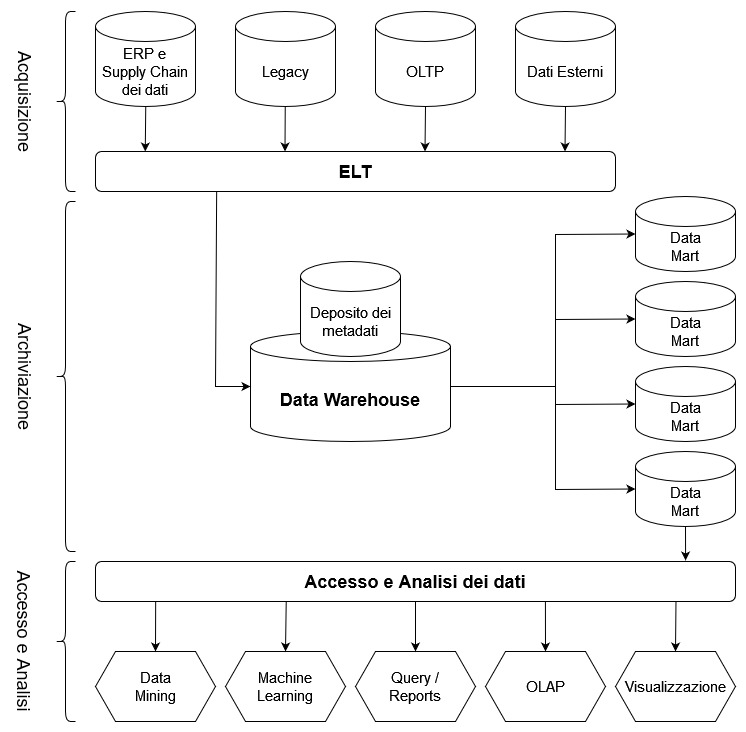 Acquisizione
ERP e
Supply Chain
dei dati
Legacy
OLTP
Dati Esterni
ELT
Archiviazione
Deposito dei
metadati
Data Warehouse
Data
Mart
Data
Mart
Data
Mart
Data
Mart
Accesso e Analisi
Accesso e Analisi dei dati
Data
Mining
Machine
Learning
Query /
Reports
OLAP
Visualizzazione